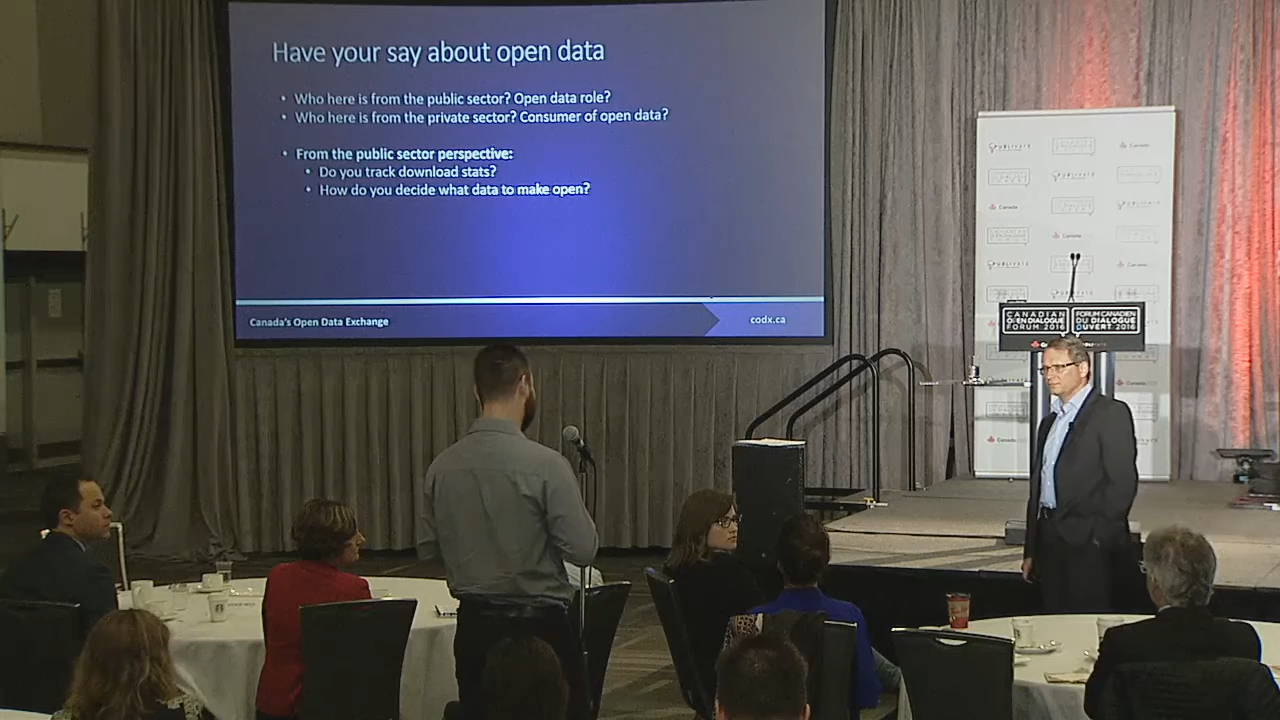 Have your say about open data
• Who here is from the public sector? Open data role?
• Who here is from the private sector? Consumer of open data?
• From the public sector perspective:
• Do you track download stats?
• How do you decide what data to make open?
Canada's Open Data Exchange
codx.ca
CANADIAN
OPEN DIALOGUE
FORUM 2016
FORUM CANADIEN
DU DIALOGUE
OUVERT 2016
PUBLIVATE
Canada